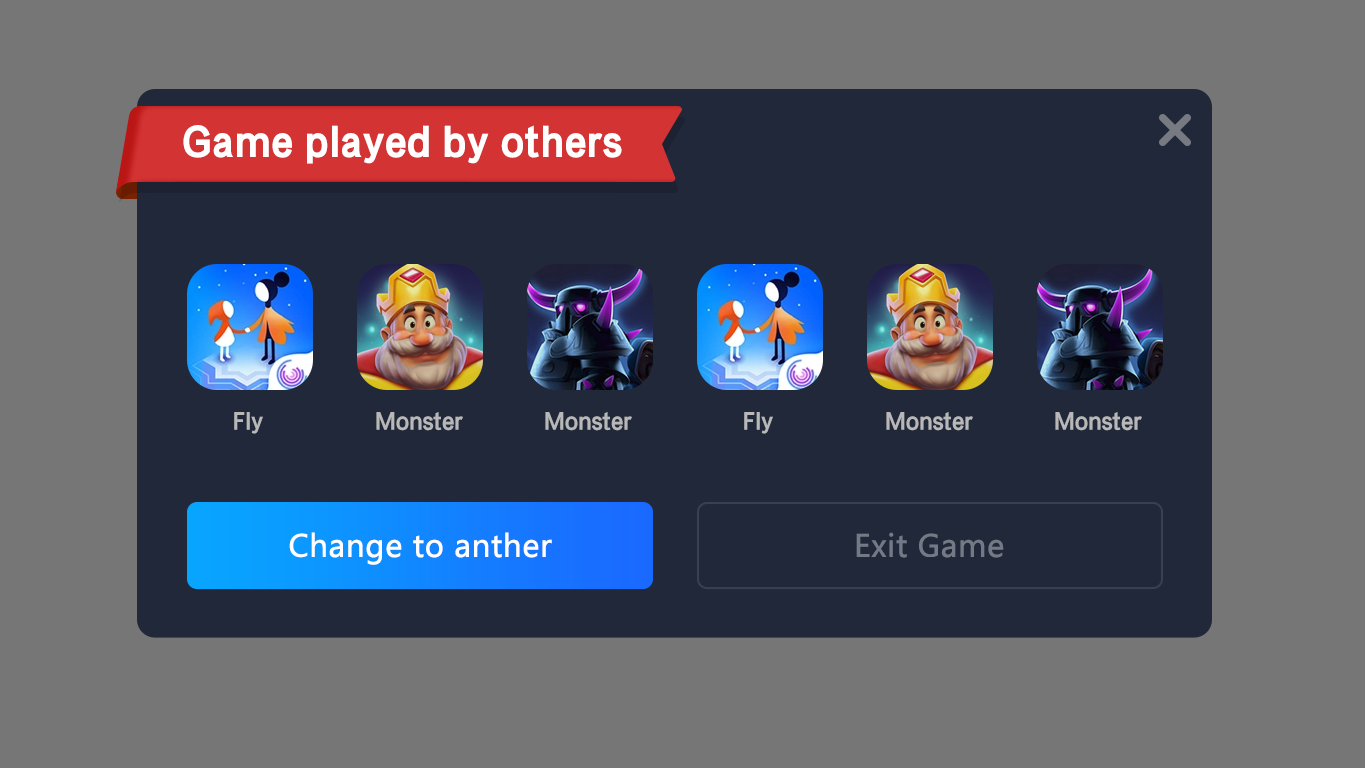 Game played by others
Fly
Monster
Monster
Fly
Monster
Monster
Change to anther
Exit Game